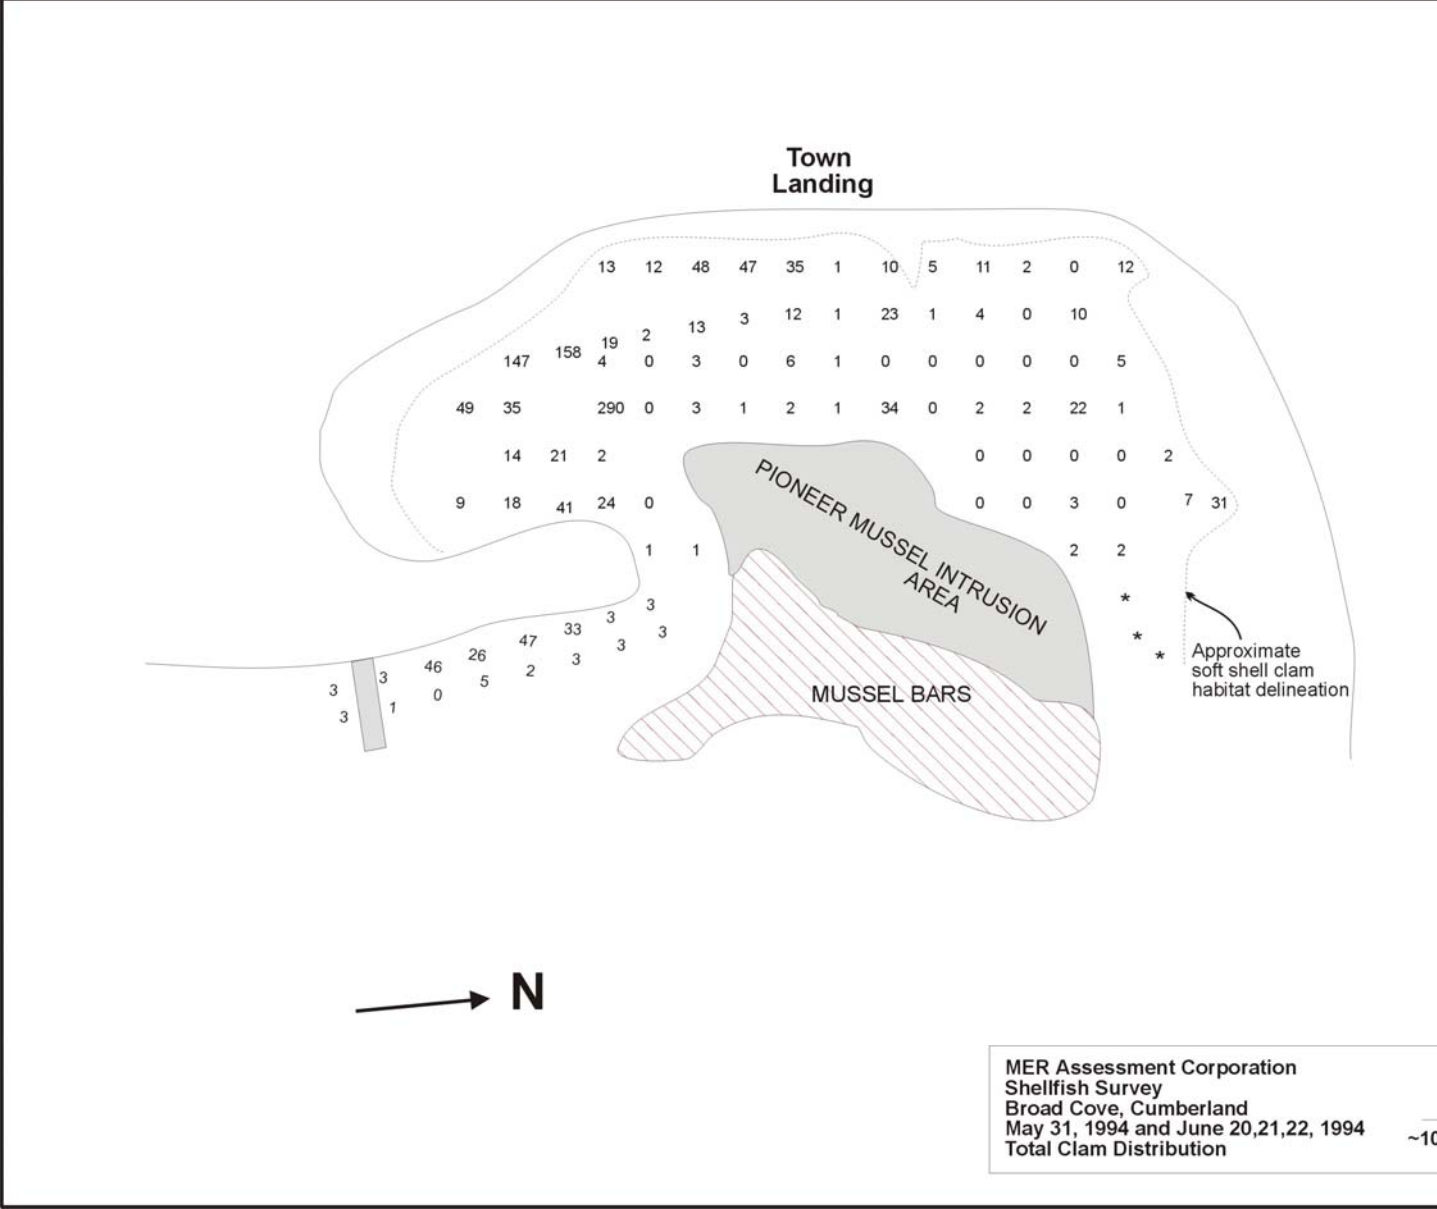 Town
Landing
13 12 48 47 35 1 10 5 11 2 0 12
147 158 19 2 13 3 12 1 23 1 4 0 10
4 0 3 0 6 1 0 0 0 0 0 5
49 35 290 0 3 1 2 1 34 0 2 2 22 1
14 21 2 0 0 0 0 2
9 18 41 24 0 0 0 3 0 7 31
1 1 2 2
PIONEER MUSSEL INTRUSION
AREA
3 3 46 26 47 33 3 3
3 1 0 5 2 3 3 3
* * *
MUSSEL BARS
Approximate
soft shell clam
habitat delineation
N
MER Assessment Corporation
Shellfish Survey
Broad Cove, Cumberland
May 31, 1994 and June 20,21,22, 1994
Total Clam Distribution
~10